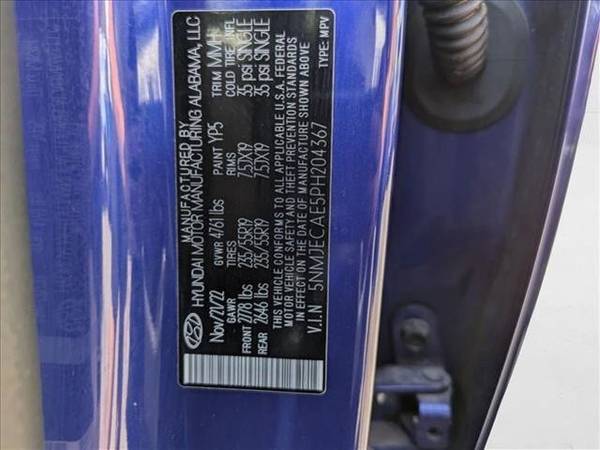 MANUFACTURED BY
HYUNDAI MOTOR MANUFACTURING ALABAMA, LLC
Nov/21/22 GVWR 4761 lbs PAINT YP5 TRIM MMH
GAWR TIRES RIMS COLD TIRE INFL
FRONT 2778 lbs 235/55R19 7.5JX19 35 psi SINGLE
REAR 2646 lbs 235/55R19 7.5JX19 35 psi SINGLE
THIS VEHICLE CONFORMS TO ALL APPLICABLE U.S.A. FEDERAL
MOTOR VEHICLE SAFETY AND THEFT PREVENTION STANDARDS
IN EFFECT ON THE DATE OF MANUFACTURE SHOWN ABOVE
V.I.N 5NMJECAE5PH204367 TYPE: MPV